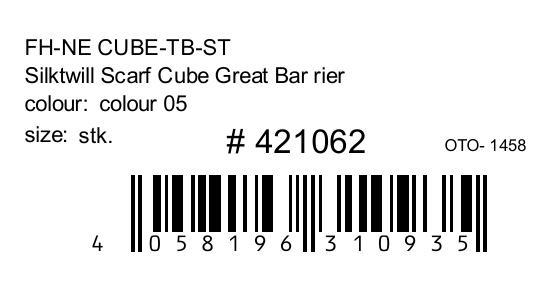 FH-NE CUBE-TB-ST
Silktwill Scarf Cube Great Bar rier
colour: colour 05
size: stk.
# 421062
OTO- 1458
4 058196 310935